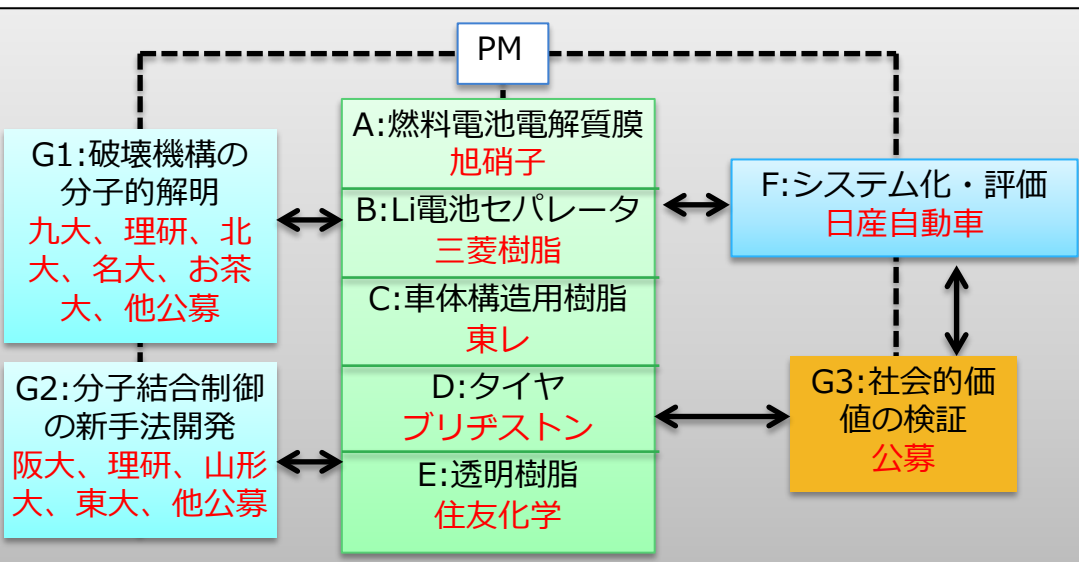 PM
G1:破壊機構の
分子的解明
九大、理研、北
大、名大、お茶
大、他公募
G2:分子結合制御
の新手法開発
阪大、理研、山形
大、東大、他公募
A:燃料電池電解質膜
旭硝子
B:Li電池セパレータ
三菱樹脂
C:車体構造用樹脂
東レ
D:タイヤ
ブリヂストン
E:透明樹脂
住友化学
F:システム化・評価
日産自動車
G3:社会的価
値の検証
公募